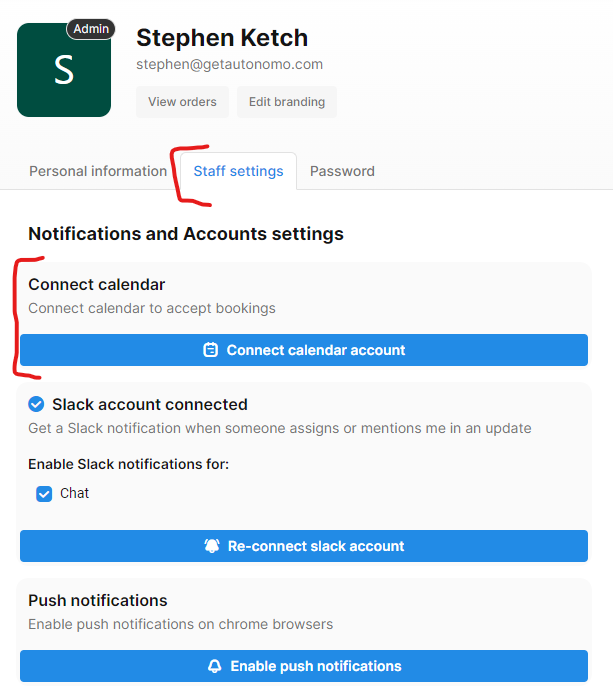 Admin
S
Stephen Ketch
stephen@getautonomo.com
View orders Edit branding
Personal information Staff settings Password
Notifications and Accounts settings
Connect calendar
Connect calendar to accept bookings
Connect calendar account
Slack account connected
Get a Slack notification when someone assigns or mentions me in an update
Enable Slack notifications for:
Chat
Re-connect slack account
Push notifications
Enable push notifications on chrome browsers
Enable push notifications